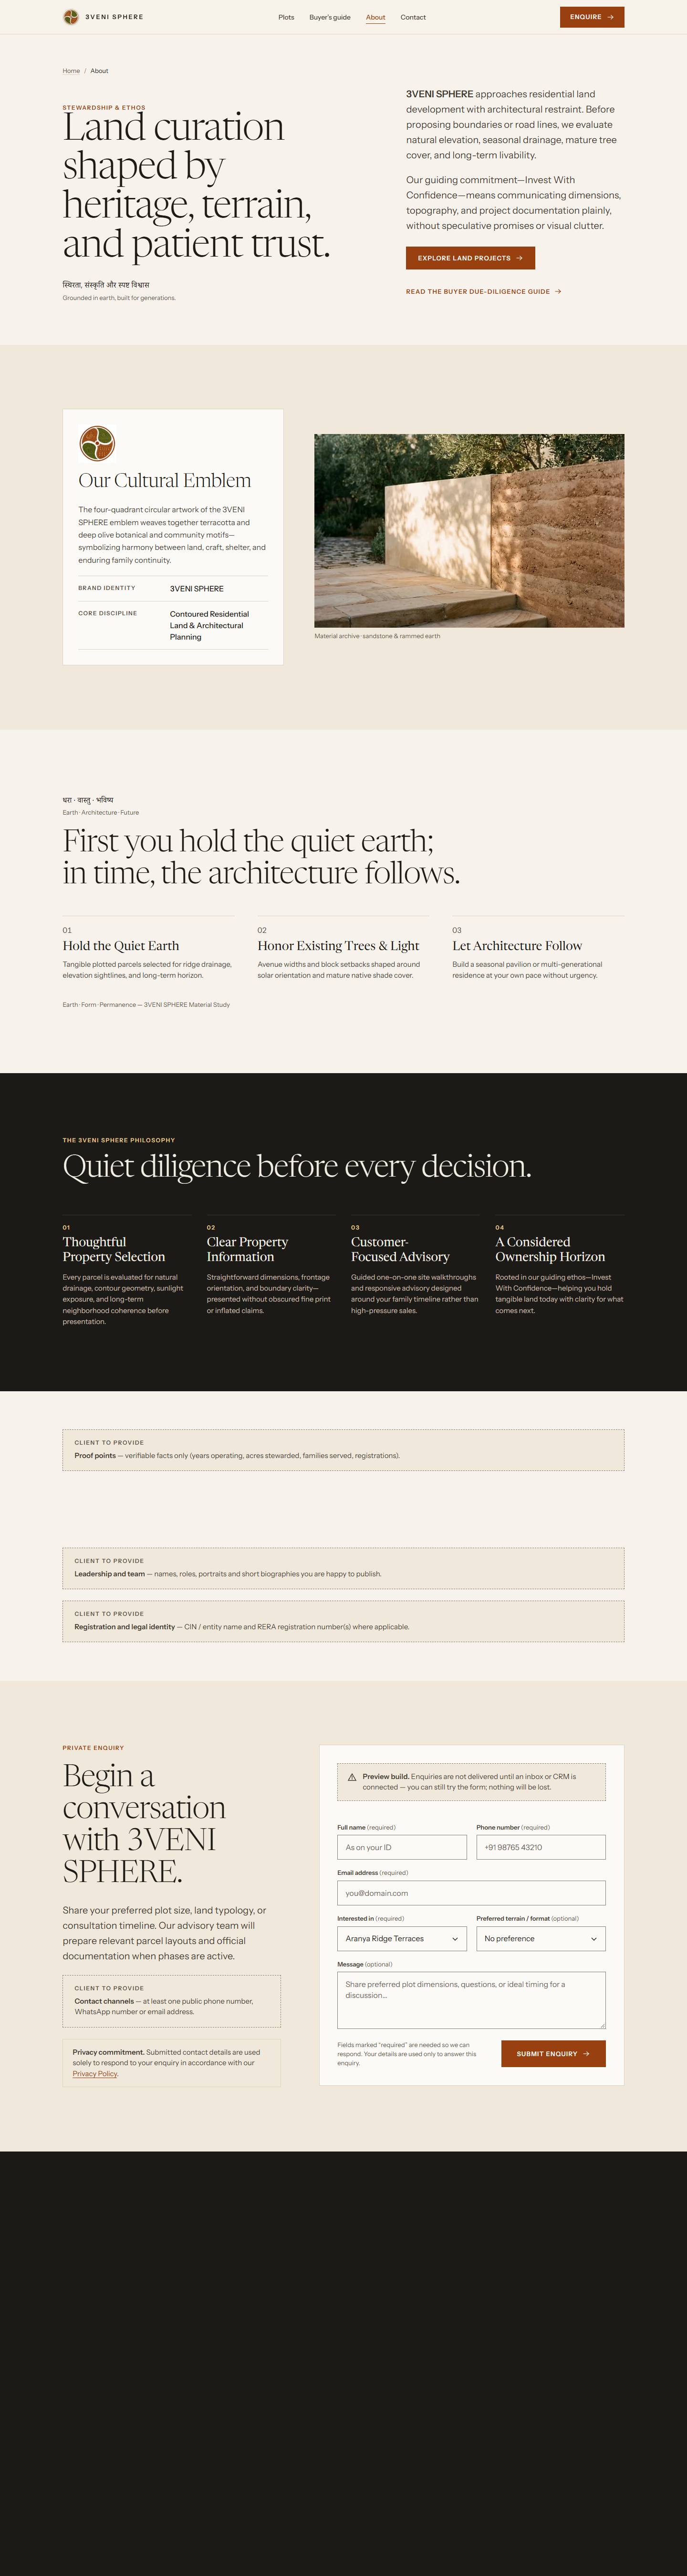 3VENI SPHERE
Plots
Buyer's guide
About
Contact
ENQUIRE
Home / About
STEWARDSHIP & ETHOS
Land curation
shaped by
heritage, terrain,
and patient trust.
स्थिरता, संस्कृति और स्पष्ट विश्वास
Grounded in earth, built for generations.
3VENI SPHERE approaches residential land
development with architectural restraint. Before
proposing boundaries or road lines, we evaluate
natural elevation, seasonal drainage, mature tree
cover, and long-term livability.
Our guiding commitment—Invest With
Confidence—means communicating dimensions,
topography, and project documentation plainly,
without speculative promises or visual clutter.
EXPLORE LAND PROJECTS
READ THE BUYER DUE-DILIGENCE GUIDE
Our Cultural Emblem
The four-quadrant circular artwork of the 3VENI
SPHERE emblem weaves together terracotta and
deep olive botanical and community motifs—
symbolizing harmony between land, craft, shelter, and
enduring family continuity.
BRAND IDENTITY
3VENI SPHERE
CORE DISCIPLINE
Contoured Residential
Land & Architectural
Planning
Material archive · sandstone & rammed earth
धरा · वास्तु · भविष्य
Earth · Architecture · Future
First you hold the quiet earth;
in time, the architecture follows.
01
Hold the Quiet Earth
Tangible plotted parcels selected for ridge drainage,
elevation sightlines, and long-term horizon.
02
Honor Existing Trees & Light
Avenue widths and block setbacks shaped around
solar orientation and mature native shade cover.
03
Let Architecture Follow
Build a seasonal pavilion or multi-generational
residence at your own pace without urgency.
Earth · Form · Permanence — 3VENI SPHERE Material Study
THE 3VENI SPHERE PHILOSOPHY
Quiet diligence before every decision.
01
Thoughtful
Property Selection
Every parcel is evaluated for natural
drainage, contour geometry, sunlight
exposure, and long-term
neighborhood coherence before
presentation.
02
Clear Property
Information
Straightforward dimensions, frontage
orientation, and boundary clarity—
presented without obscured fine print
or inflated claims.
03
Customer-
Focused Advisory
Guided one-on-one site walkthroughs
and responsive advisory designed
around your family timeline rather than
high-pressure sales.
04
A Considered
Ownership Horizon
Rooted in our guiding ethos—Invest
With Confidence—helping you hold
tangible land today with clarity for what
comes next.
CLIENT TO PROVIDE
Proof points — verifiable facts only (years operating, acres stewarded, families served, registrations).
CLIENT TO PROVIDE
Leadership and team — names, roles, portraits and short biographies you are happy to publish.
CLIENT TO PROVIDE
Registration and legal identity — CIN / entity name and RERA registration number(s) where applicable.
PRIVATE ENQUIRY
Begin a
conversation
with 3VENI
SPHERE.
Share your preferred plot size, land typology, or
consultation timeline. Our advisory team will
prepare relevant parcel layouts and official
documentation when phases are active.
CLIENT TO PROVIDE
Contact channels — at least one public phone number,
WhatsApp number or email address.
Privacy commitment. Submitted contact details are used
solely to respond to your enquiry in accordance with our
Privacy Policy.
Preview build. Enquiries are not delivered until an inbox or CRM is
connected — you can still try the form; nothing will be lost.
Full name (required)
As on your ID
Phone number (required)
+91 98765 43210
Email address (required)
you@domain.com
Interested in (required)
Aranya Ridge Terraces
Preferred terrain / format (optional)
No preference
Message (optional)
Share preferred plot dimensions, questions, or ideal timing for a
discussion...
Fields marked "required" are needed so we can
respond. Your details are used only to answer this
enquiry.
SUBMIT ENQUIRY